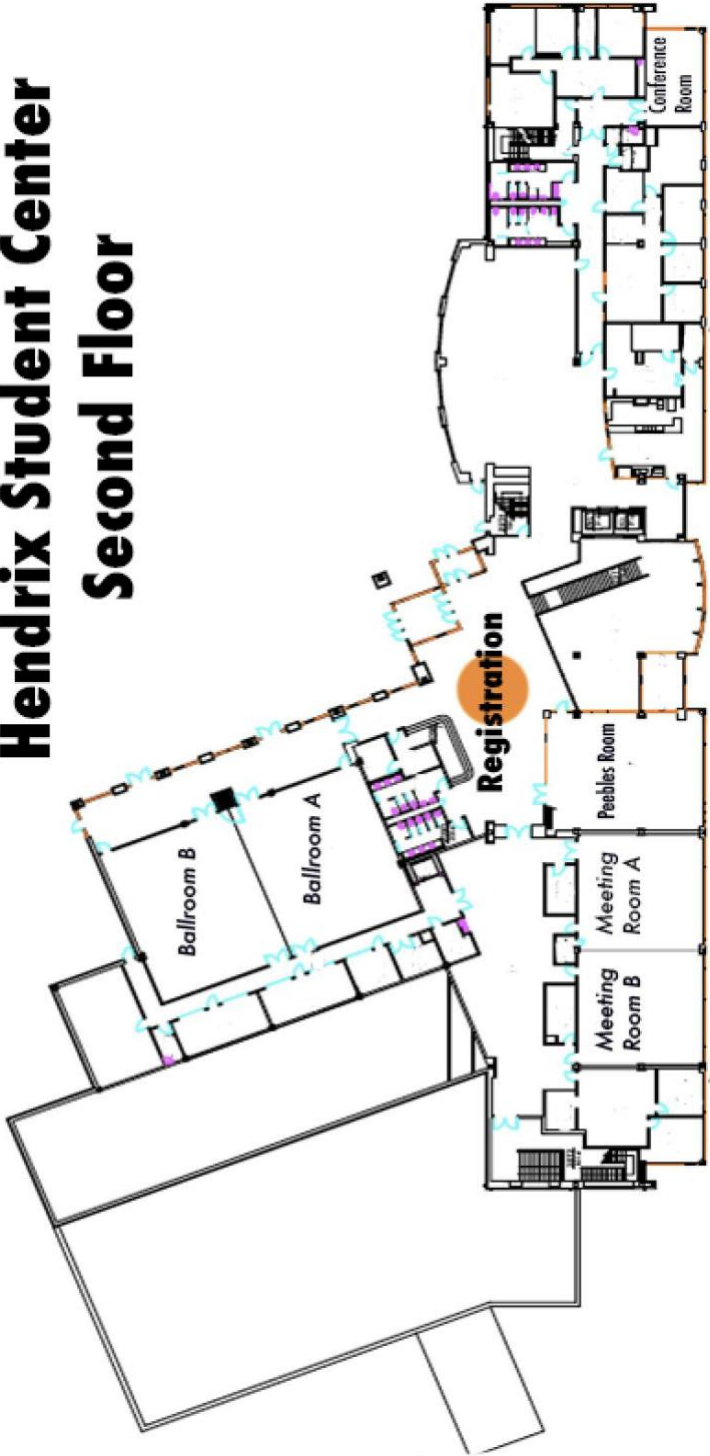 Hendrix Student Center
Second Floor
Conference
Room
Registration
Peebles Room
Ballroom A
Ballroom B
Meeting
Room A
Meeting
Room B